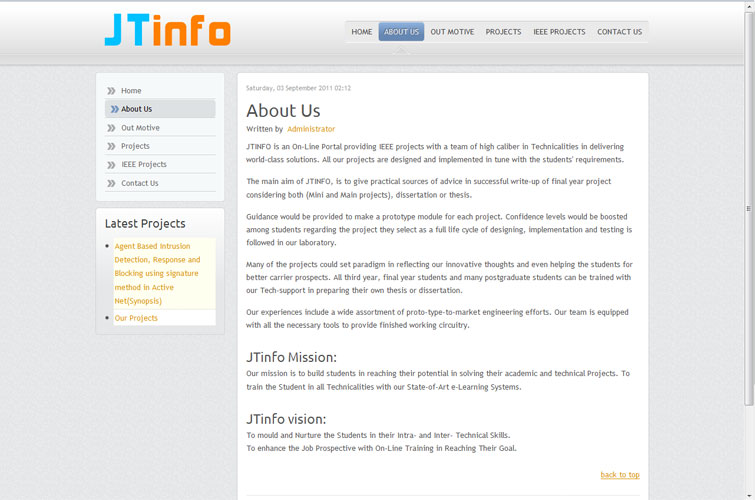 JTinfo
HOME ABOUT US OUT MOTIVE PROJECTS IEEE PROJECTS CONTACT US
Home
About Us
Out Motive
Projects
IEEE Projects
Contact Us
Latest Projects
Agent Based Intrusion
Detection, Response and
Blocking using signature
method in Active
Net(Synopsis)
Our Projects
Saturday, 03 September 2011 02:12
About Us
Written by Administrator
JTINFO is an On-Line Portal providing IEEE projects with a team of high caliber in Technicalities in delivering
world-class solutions. All our projects are designed and implemented in tune with the students' requirements.
The main aim of JTINFO, is to give practical sources of advice in successful write-up of final year project
considering both (Mini and Main projects), dissertation or thesis.
Guidance would be provided to make a prototype module for each project. Confidence levels would be boosted
among students regarding the project they select as a full life cycle of designing, implementation and testing is
followed in our laboratory.
Many of the projects could set paradigm in reflecting our innovative thoughts and even helping the students for
better carrier prospects. All third year, final year students and many postgraduate students can be trained with
our Tech-support in preparing their own thesis or dissertation.
Our experiences include a wide assortment of proto-type-to-market engineering efforts. Our team is equipped
with all the necessary tools to provide finished working circuitry.
JTinfo Mission:
Our mission is to build students in reaching their potential in solving their academic and technical Projects. To
train the Student in all Technicalities with our State-of-Art e-Learning Systems.
JTinfo vision:
To mould and Nurture the Students in their Intra- and Inter- Technical Skills.
To enhance the Job Prospective with On-Line Training in Reaching Their Goal.
back to top